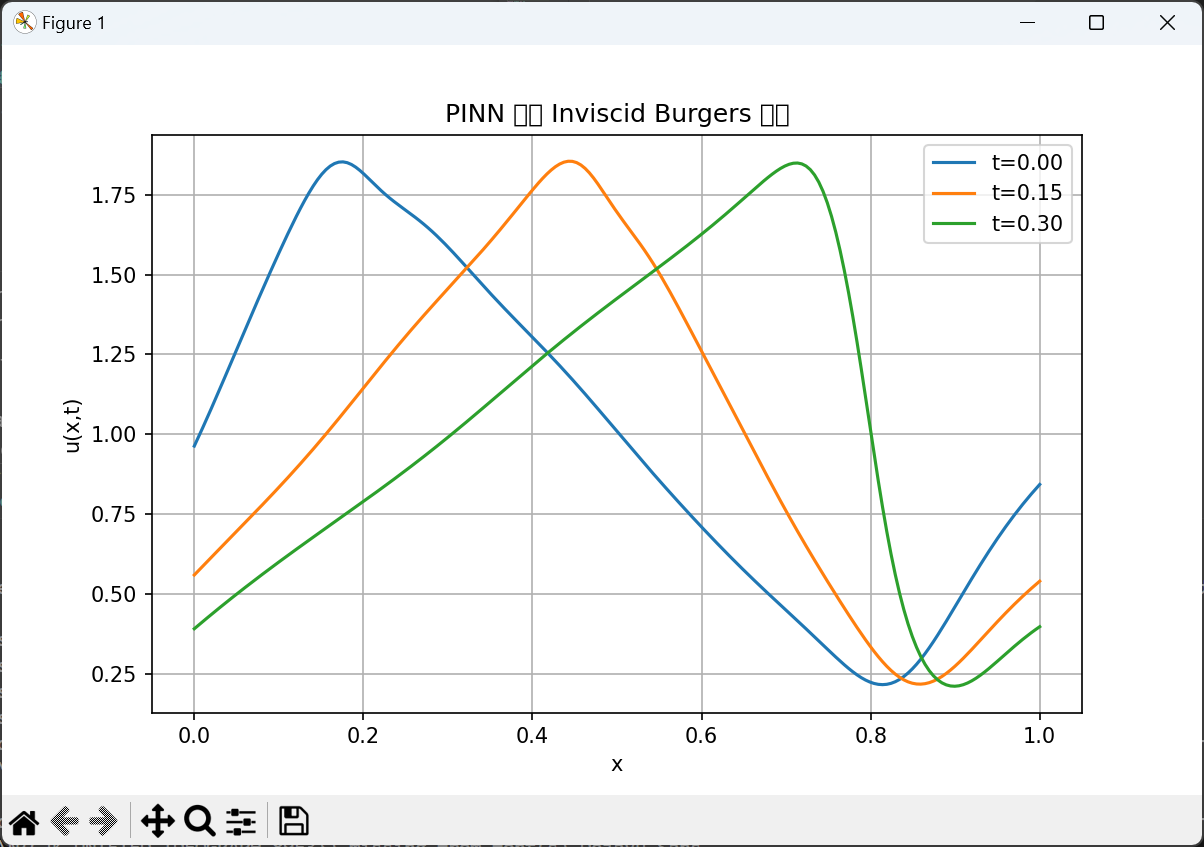 Figure 1
PINN Inviscid Burgers
t=0.00
t=0.15
t=0.30
u(x,t)
1.75
1.50
1.25
1.00
0.75
0.50
0.25
0.0 0.2 0.4 0.6 0.8 1.0
x